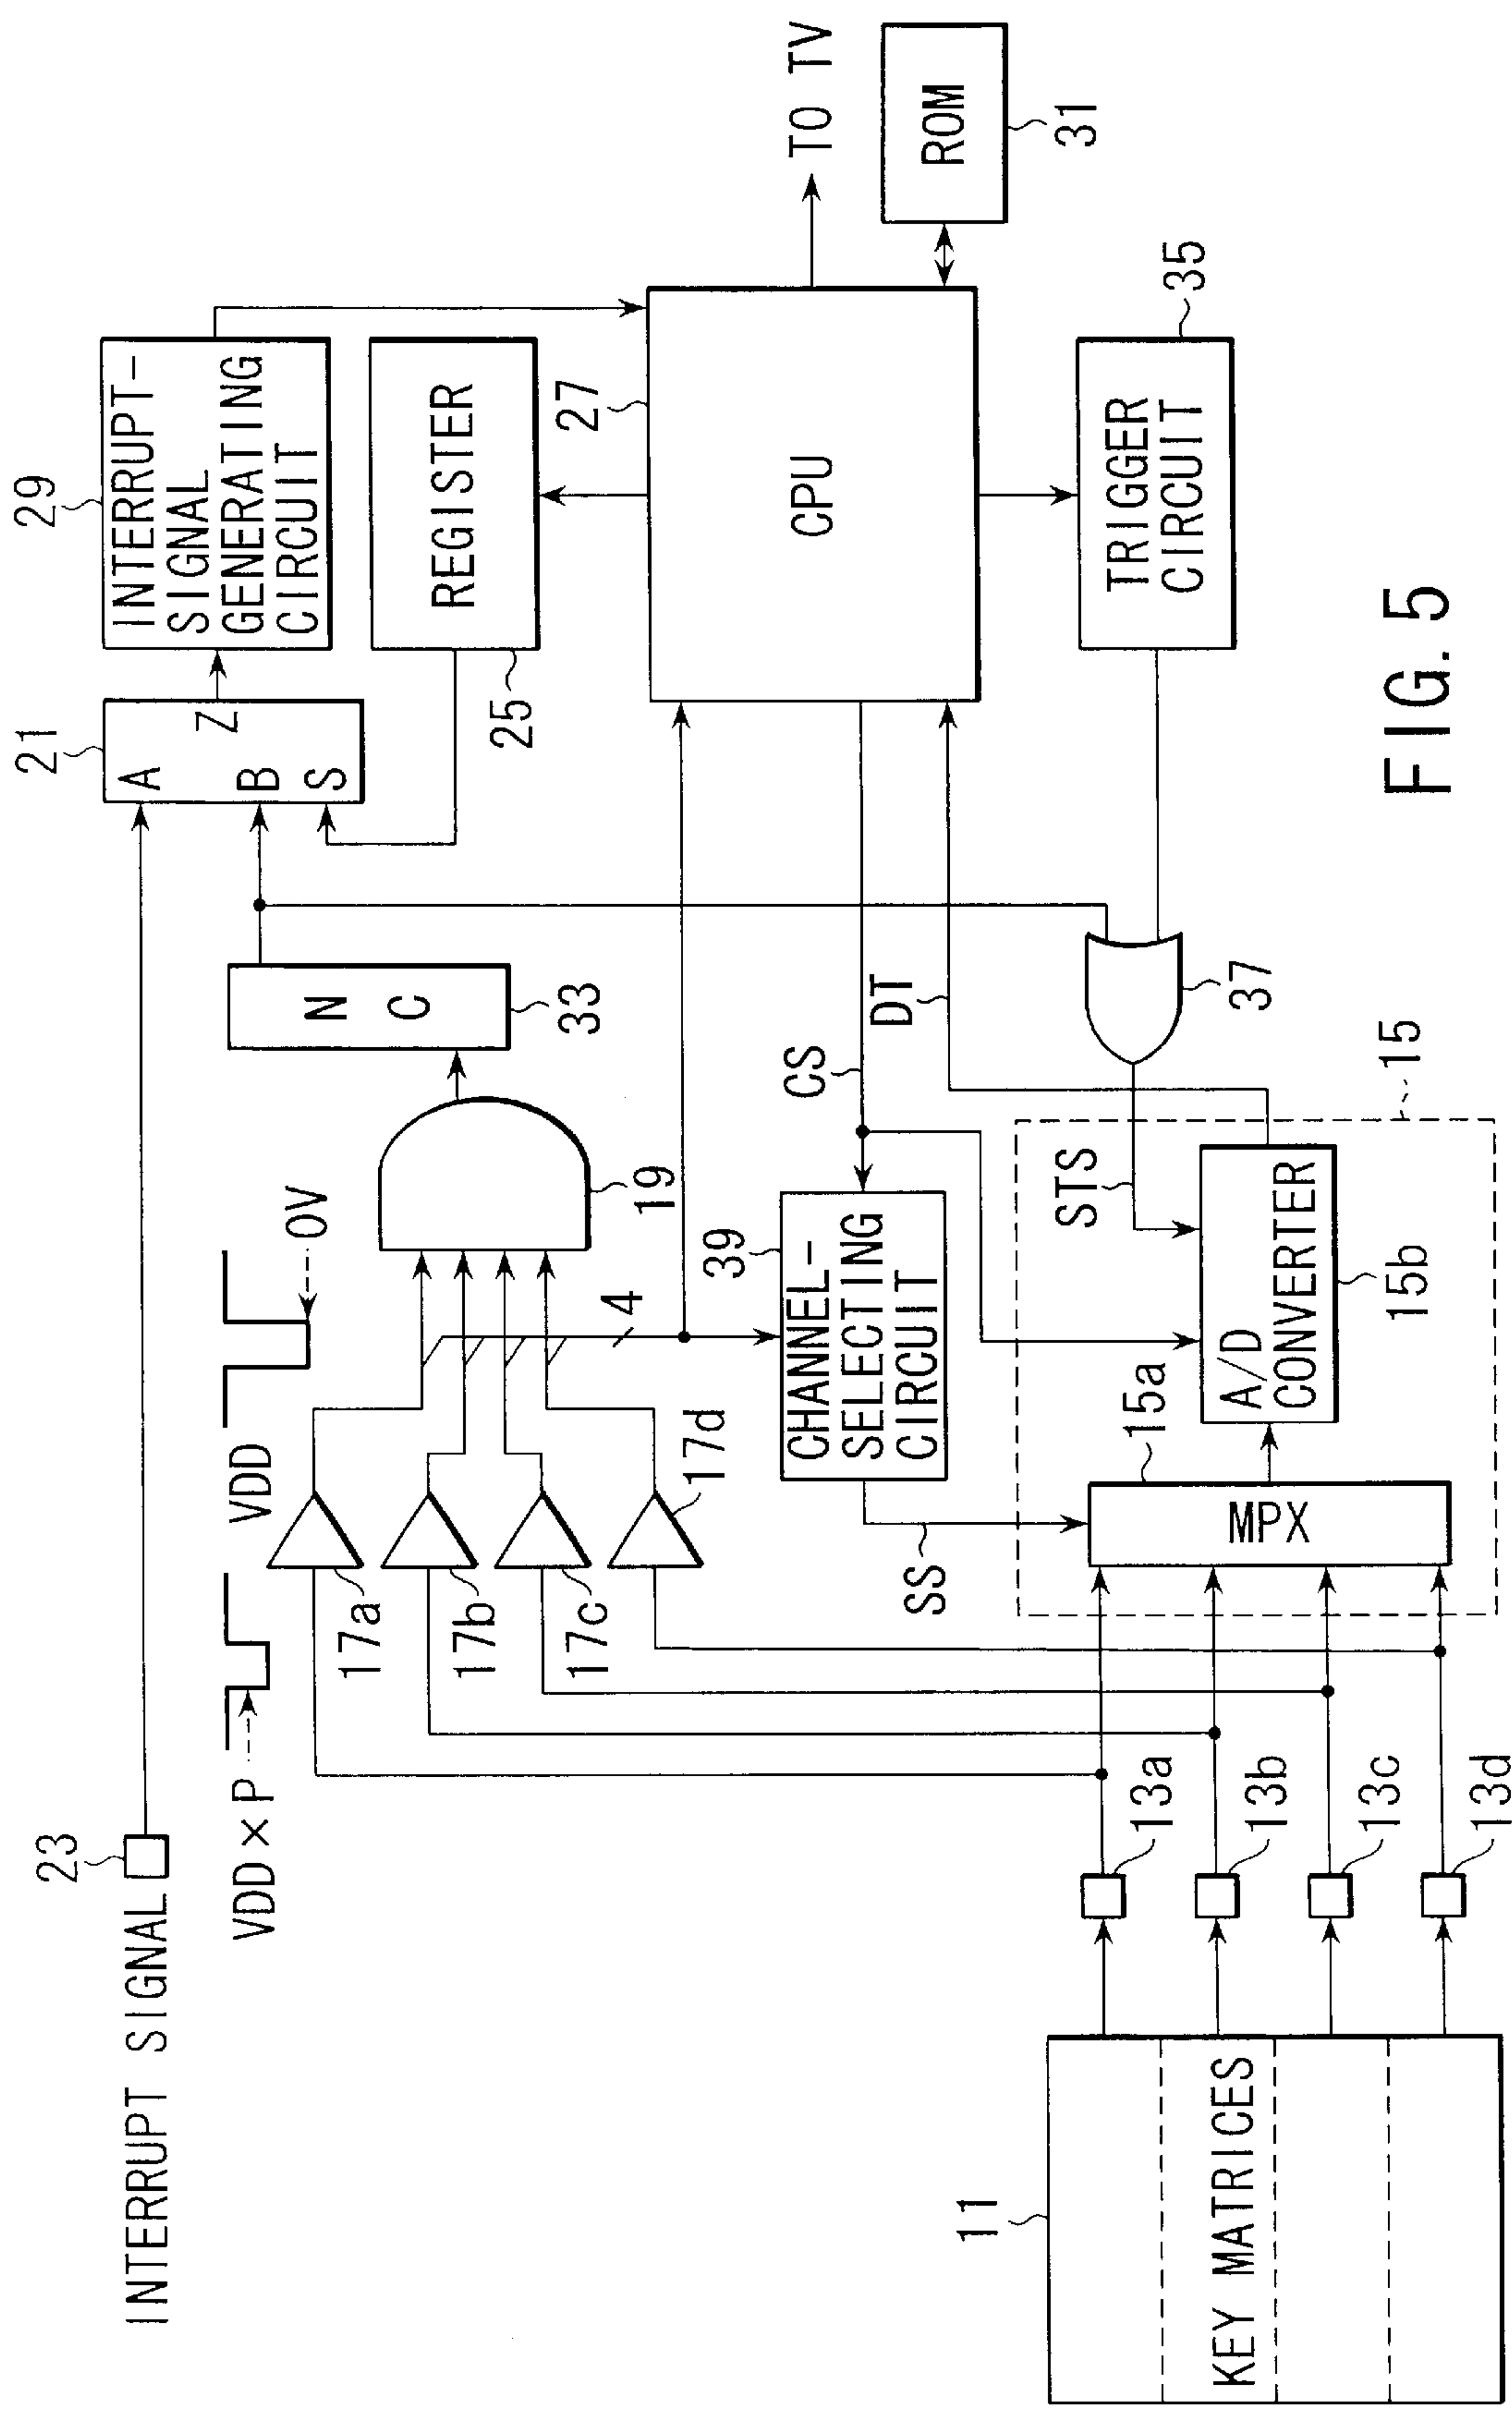 INTERRUPT SIGNAL
23
VDD × P
VDD
0V
21
A
B
S
Z
29
INTERRUPT-
SIGNAL
GENERATING
CIRCUIT
REGISTER
25
N C
33
19
17a
17b
17c
17d
4
27
CPU
TO TV
ROM
31
39
CHANNEL-
SELECTING
CIRCUIT
CS
DT
SS
STS
37
TRIGGER
CIRCUIT
35
15
15a
MPX
A/D
CONVERTER
15b
11
KEY MATRICES
13a
13b
13c
13d
FIG. 5